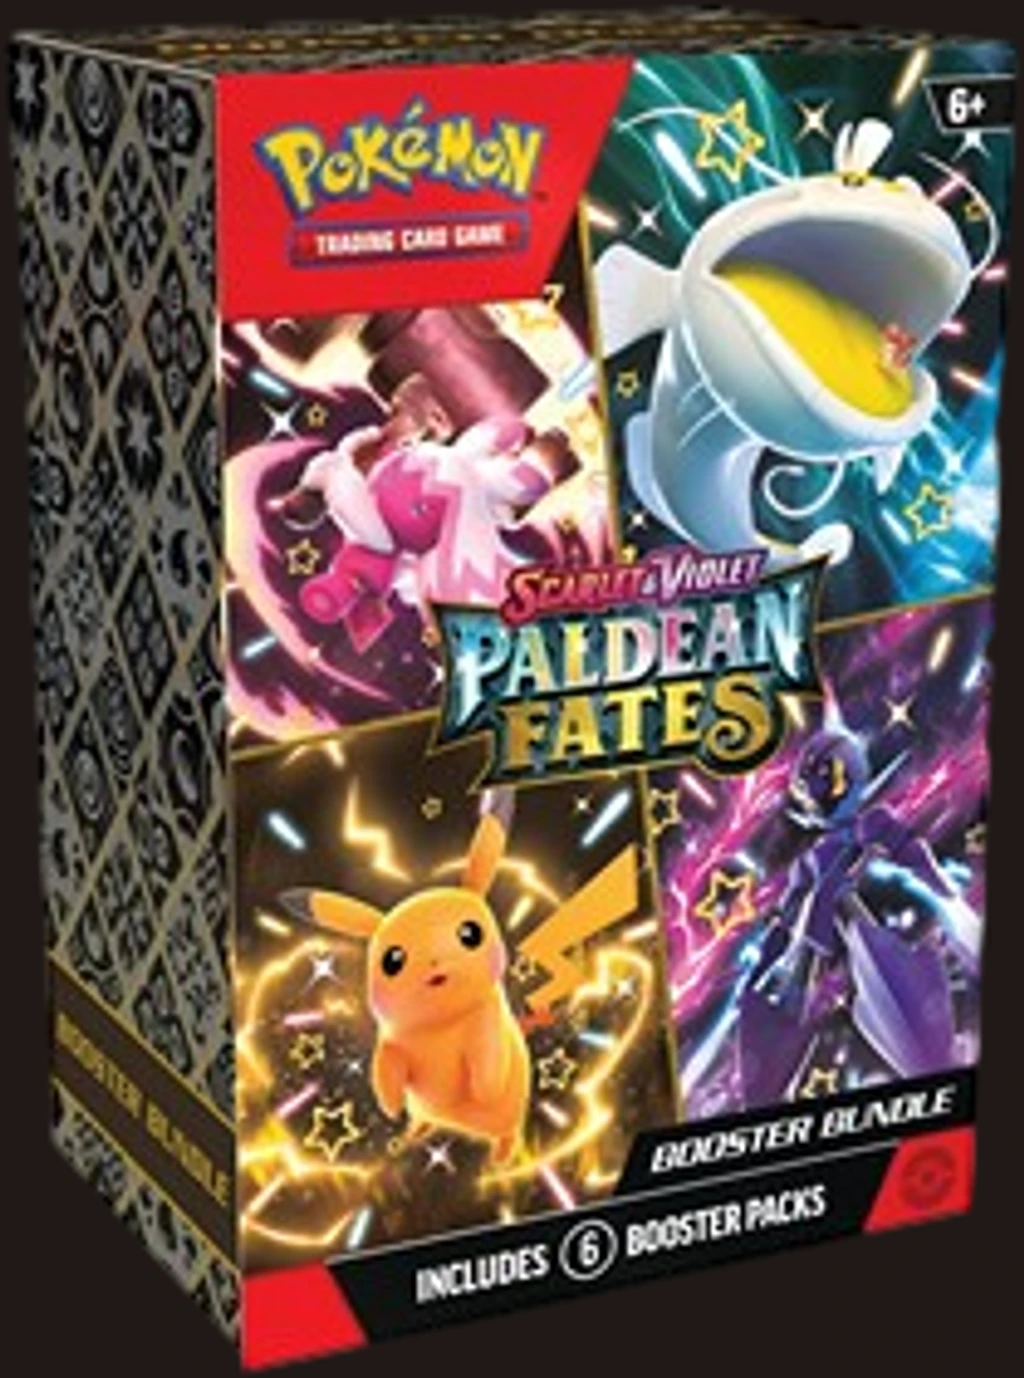 6+
Pokémon
TRADING CARD GAME
SCARLET & VIOLET
PALDEAN
FATES
BOOSTER BUNDLE
INCLUDES 6 BOOSTER PACKS
BOOSTER BUNDLE